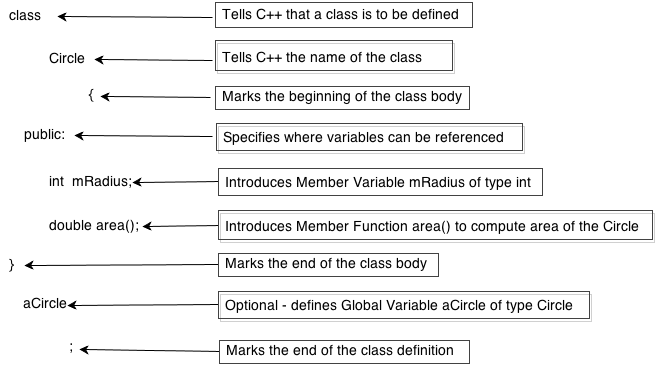 class Tells C++ that a class is to be defined
Circle Tells C++ the name of the class
{ Marks the beginning of the class body
public: Specifies where variables can be referenced
int mRadius; Introduces Member Variable mRadius of type int
double area(); Introduces Member Function area() to compute area of the Circle
} Marks the end of the class body
aCircle Optional - defines Global Variable aCircle of type Circle
; Marks the end of the class definition